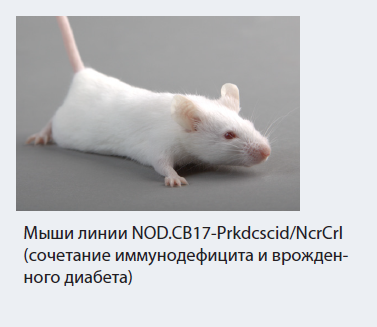 Мыши линии NOD.CB17-Prkdcscid/NcrCrl
(сочетание иммунодефицита и врожден-
ного диабета)